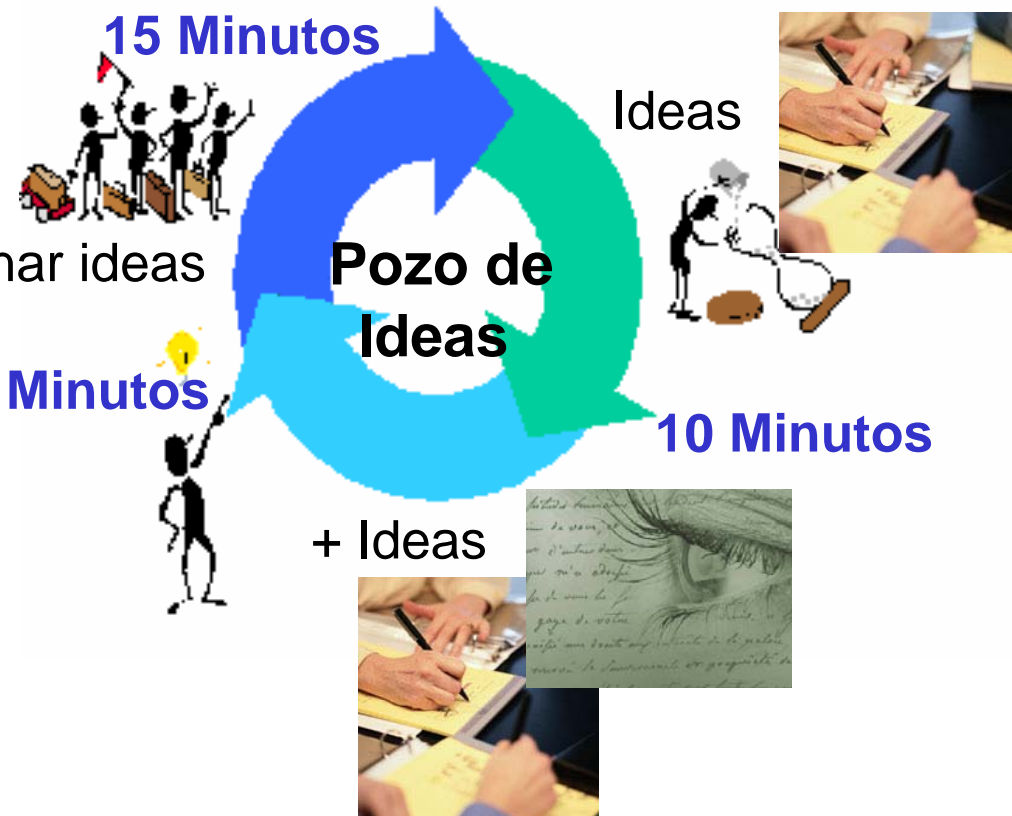 15 Minutos
Ideas
nar ideas
Pozo de
Ideas
Minutos
10 Minutos
+ Ideas